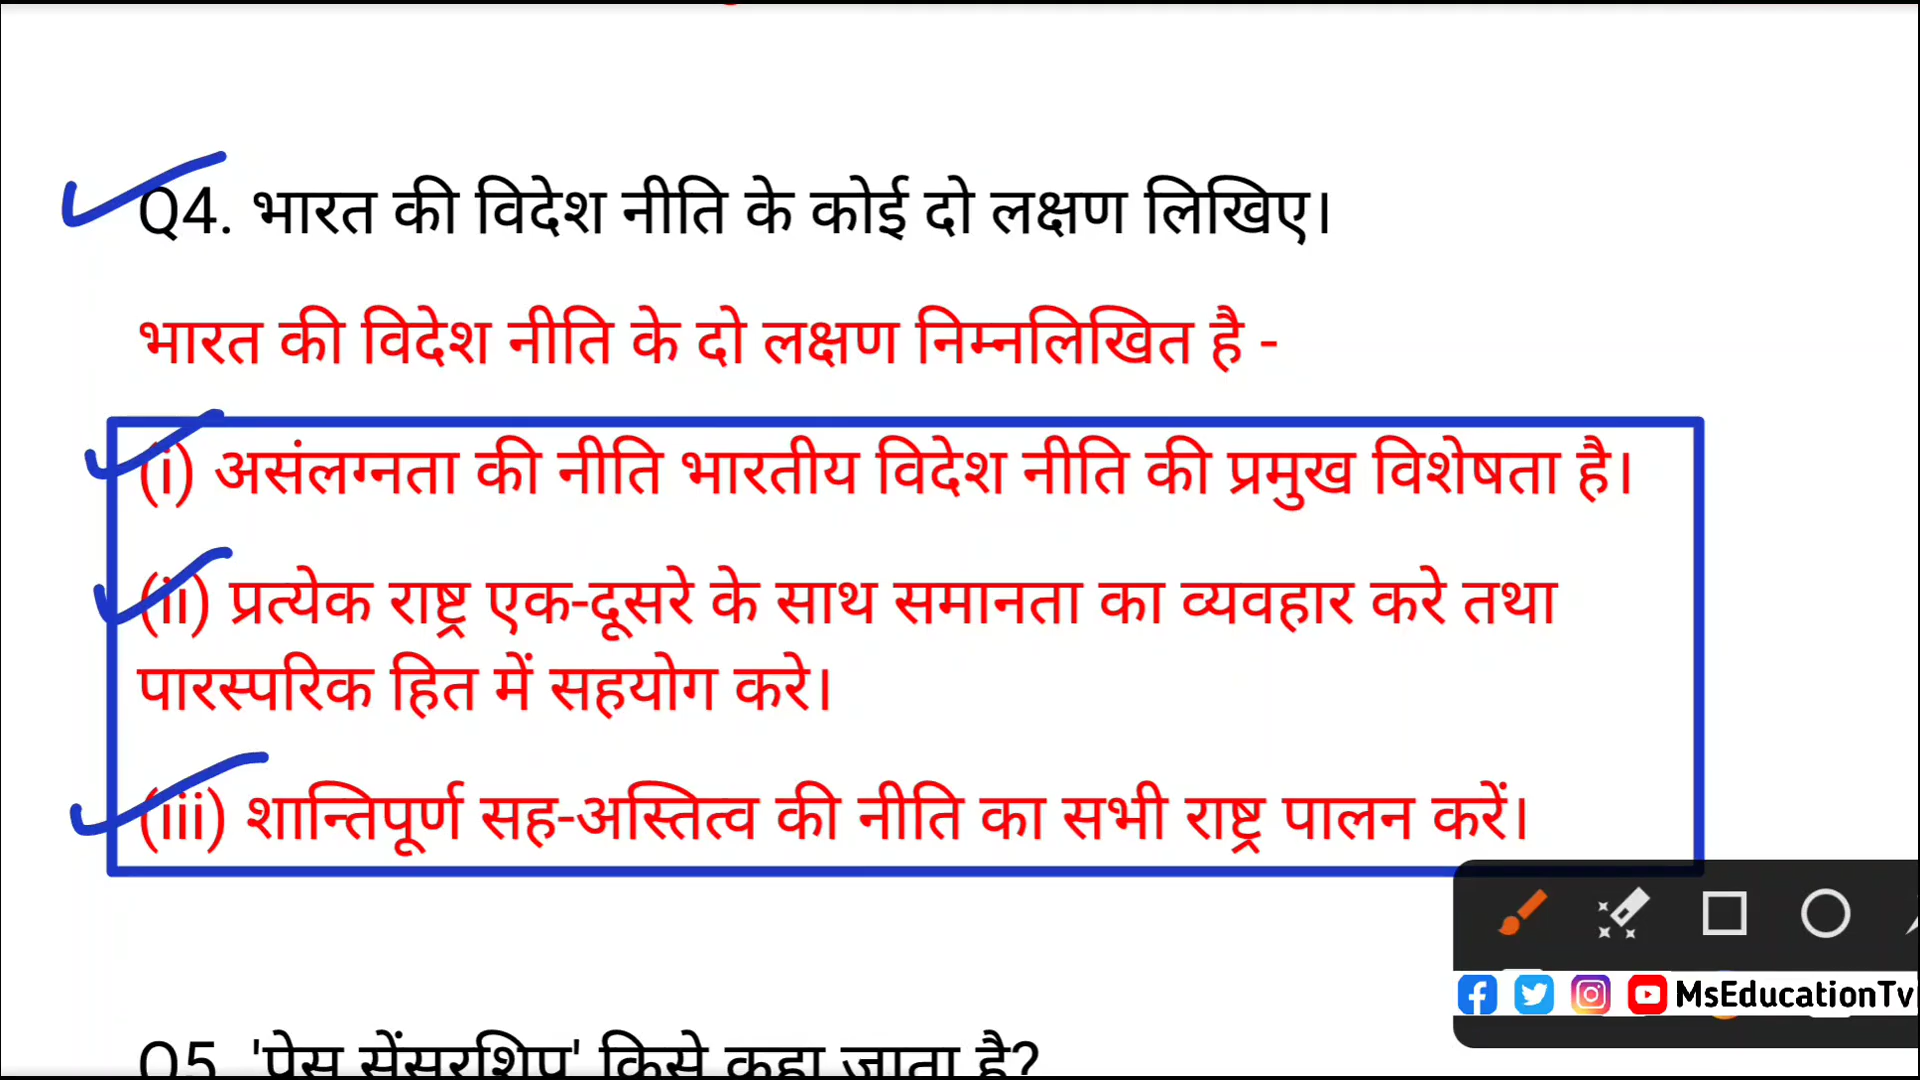 Q4. भारत की विदेश नीति के कोई दो लक्षण लिखिए।
भारत की विदेश नीति के दो लक्षण निम्नलिखित है -
(i) असंलग्नता की नीति भारतीय विदेश नीति की प्रमुख विशेषता है।
(ii) प्रत्येक राष्ट्र एक-दूसरे के साथ समानता का व्यवहार करे तथा
पारस्परिक हित में सहयोग करे।
(iii) शान्तिपूर्ण सह-अस्तित्व की नीति का सभी राष्ट्र पालन करें।
MsEducationTv
Q5. 'प्रेस सेंसरशिप' किसे कहा जाता है?